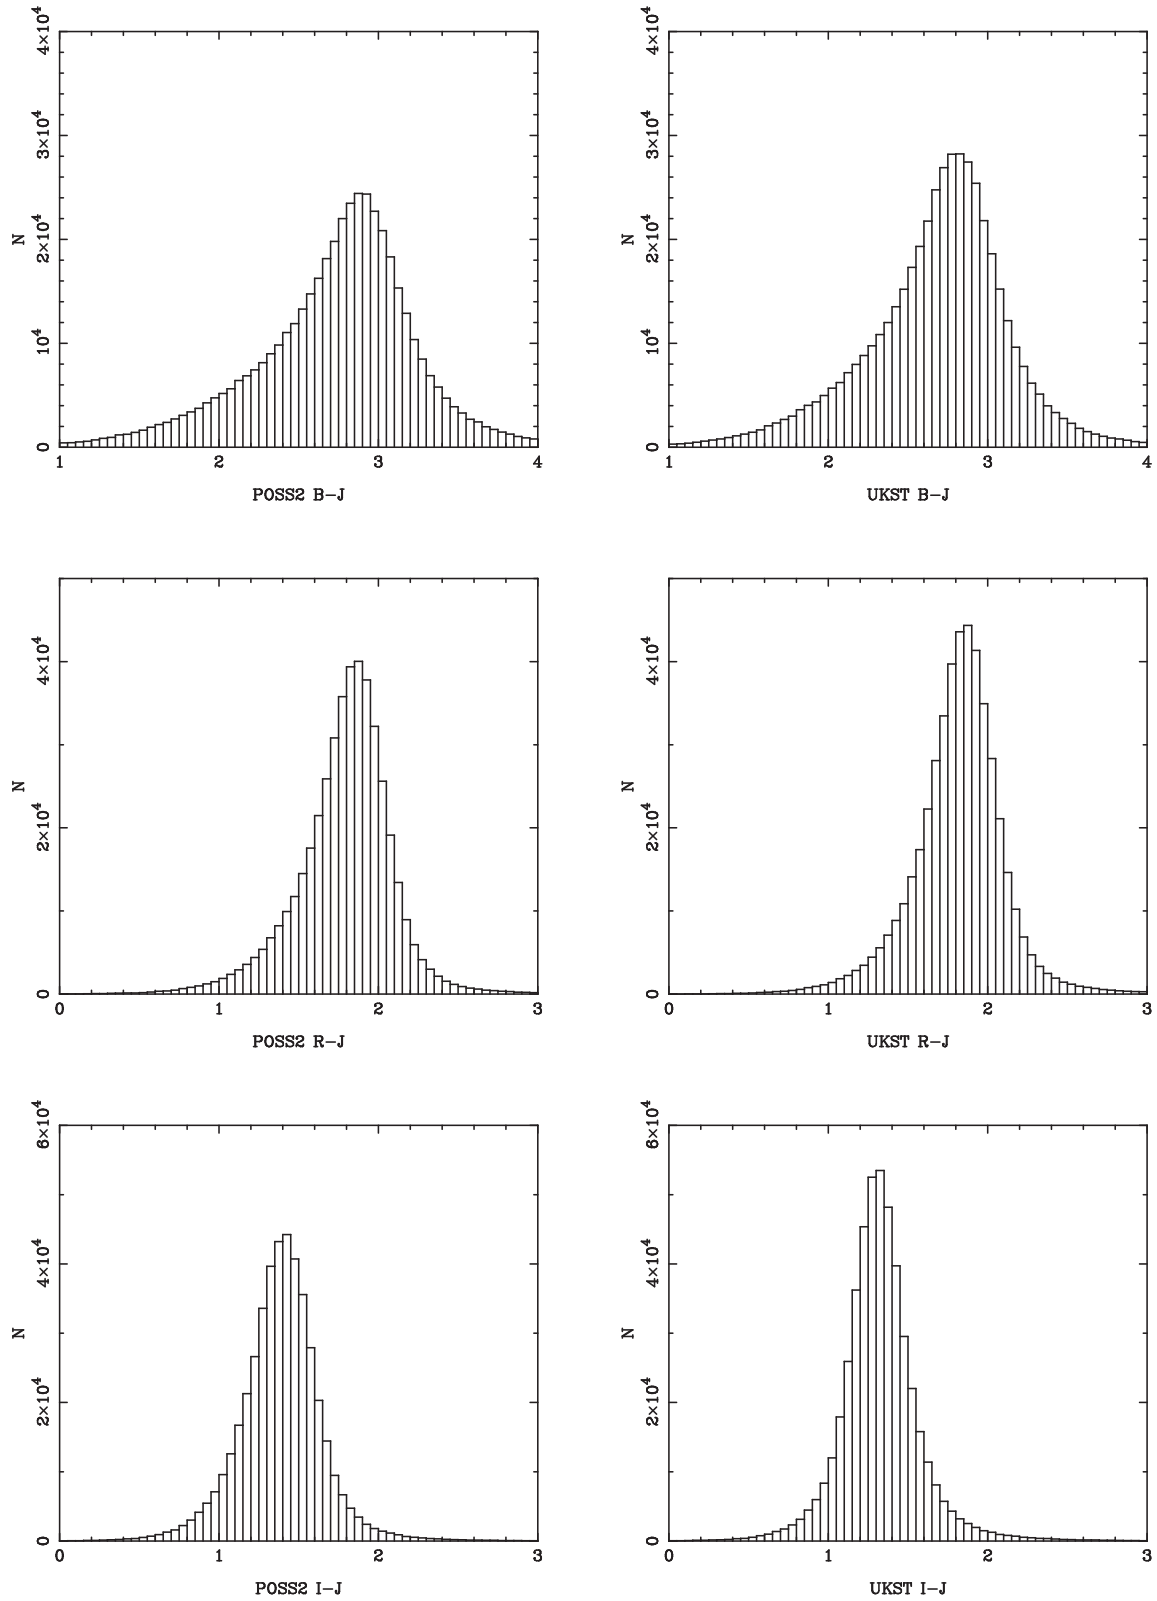 4×10⁴
3×10⁴
2×10⁴
10⁴
0
N
1 2 3 4
POSS2 B−J
4×10⁴
3×10⁴
2×10⁴
10⁴
0
N
1 2 3 4
UKST B−J
4×10⁴
2×10⁴
0
N
0 1 2 3
POSS2 R−J
4×10⁴
2×10⁴
0
N
0 1 2 3
UKST R−J
6×10⁴
4×10⁴
2×10⁴
0
N
0 1 2 3
POSS2 I−J
6×10⁴
4×10⁴
2×10⁴
0
N
0 1 2 3
UKST I−J